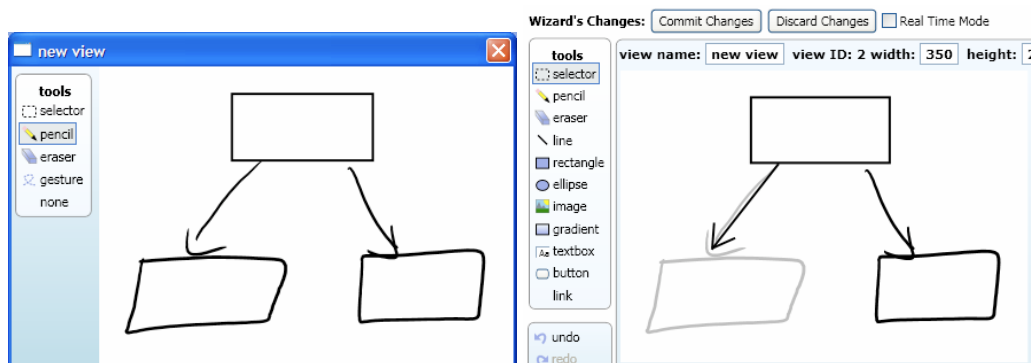 new view
tools
selector
pencil
eraser
gesture
none
Wizard's Changes: Commit Changes Discard Changes Real Time Mode
tools
selector
pencil
eraser
line
rectangle
ellipse
image
gradient
Aa textbox
button
link
undo
redo
view name: new view view ID: 2 width: 350 height: 2